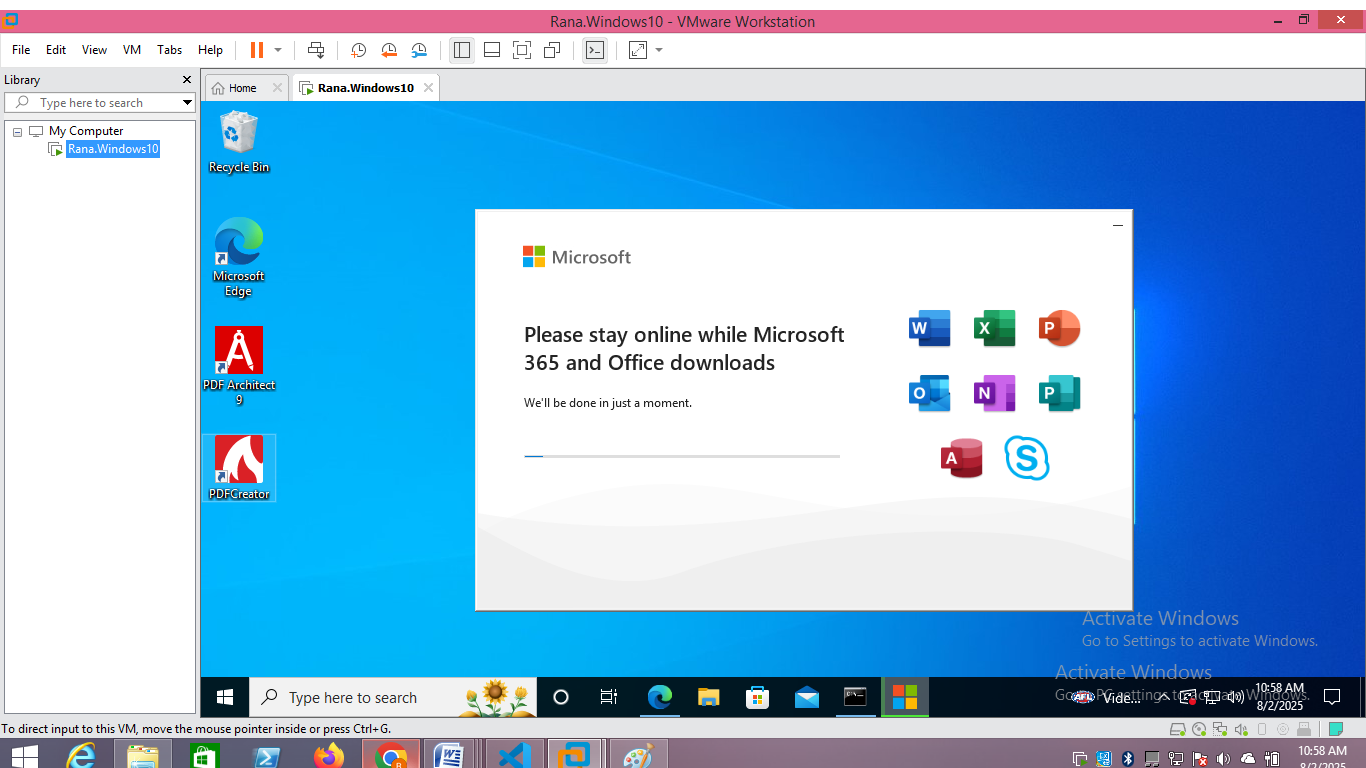 Rana.Windows10 - VMware Workstation
File Edit View VM Tabs Help
Library
Type here to search
My Computer
Rana.Windows10
Home
Rana.Windows10
Recycle Bin
Microsoft
Edge
PDF Architect
9
PDFCreator
Microsoft
Please stay online while Microsoft
365 and Office downloads
We'll be done in just a moment.
W X P
O N P
A S
Activate Windows
Go to Settings to activate Windows.
Activate Windows
Go to PC settings to activate Windows.
Type here to search
AFL
Vide...
10:58 AM
8/2/2025
To direct input to this VM, move the mouse pointer inside or press Ctrl+G.
10:58 AM
8/2/2025